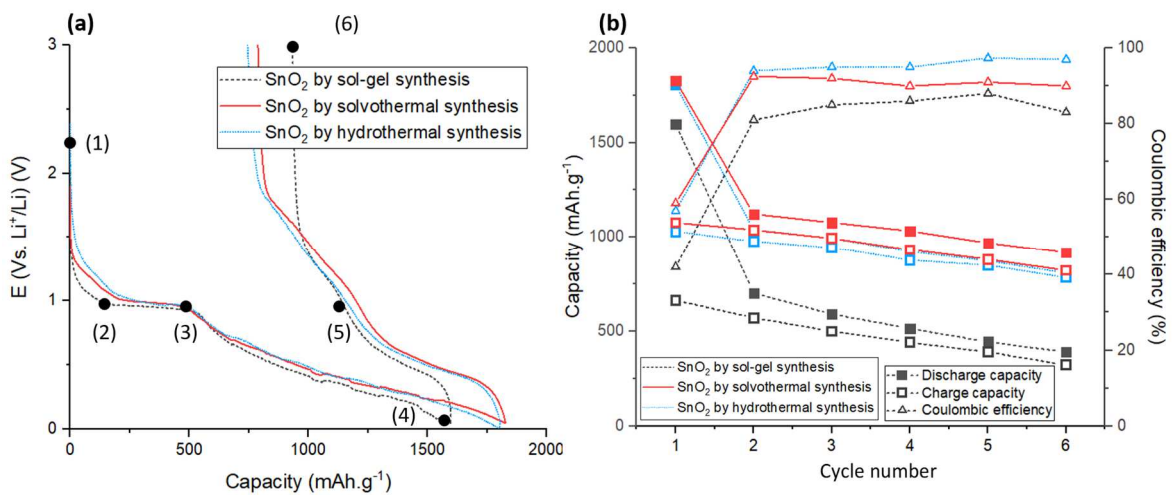 (a)
(6)
3
2
1
0
E (Vs. Li⁺/Li) (V)
SnO₂ by sol-gel synthesis
SnO₂ by solvothermal synthesis
SnO₂ by hydrothermal synthesis
(1)
(2)
(3)
(4)
(5)
0 500 1000 1500 2000
Capacity (mAh.g⁻¹)
(b)
2000
1750
1500
1250
1000
750
500
250
0
Capacity (mAh.g⁻¹)
100
80
60
40
20
0
Coulombic efficiency (%)
SnO₂ by sol-gel synthesis
SnO₂ by solvothermal synthesis
SnO₂ by hydrothermal synthesis
Discharge capacity
Charge capacity
Coulombic efficiency
1 2 3 4 5 6
Cycle number